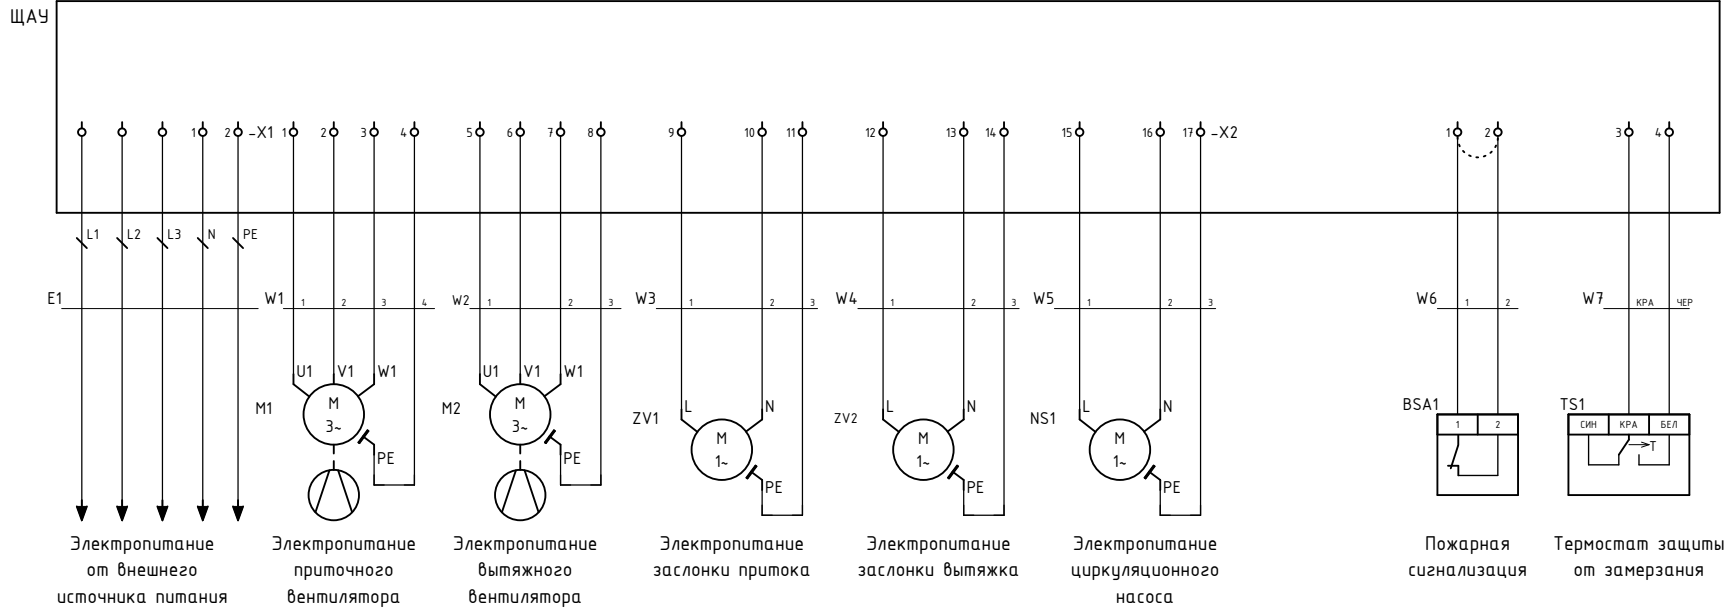 ЩАУ
1 2 -X1 1 2 3 4 5 6 7 8 9 10 11 12 13 14 15 16 17 -X2 1 2 3 4
L1 L2 L3 N PE
E1 W1 1 2 3 4 W2 1 2 3 W3 1 2 3 W4 1 2 3 W5 1 2 3 W6 1 2 W7 КРА ЧЕР
U1 V1 W1 U1 V1 W1
M1 M M2 M L N L N L N BSA1 TS1
3~ 3~ ZV1 ZV2 NS1 1 2 СИН КРА БЕЛ
M M M T
PE PE 1~ 1~ 1~
PE PE PE
Электропитание
от внешнего
источника питания
Электропитание
приточного
вентилятора
Электропитание
вытяжного
вентилятора
Электропитание
заслонки притока
Электропитание
заслонки вытяжка
Электропитание
циркуляционного
насоса
Пожарная
сигнализация
Термостат защиты
от замерзания